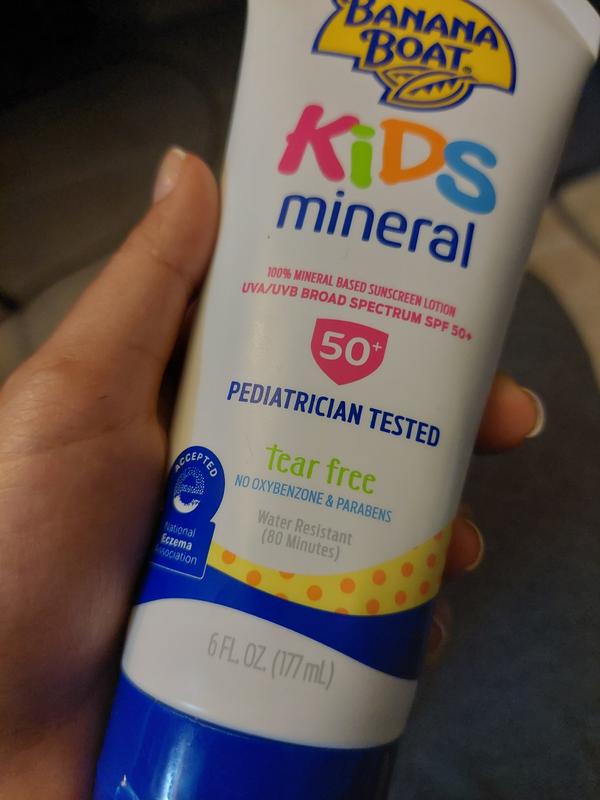 BANANA
BOAT®
KiDS
mineral
100% MINERAL BASED SUNSCREEN LOTION
UVA/UVB BROAD SPECTRUM SPF 50+
50+
PEDIATRICIAN TESTED
tear free
NO OXYBENZONE & PARABENS
Water Resistant
(80 Minutes)
ACCEPTED
National
Eczema
Association
6 FL. OZ. (177 mL)